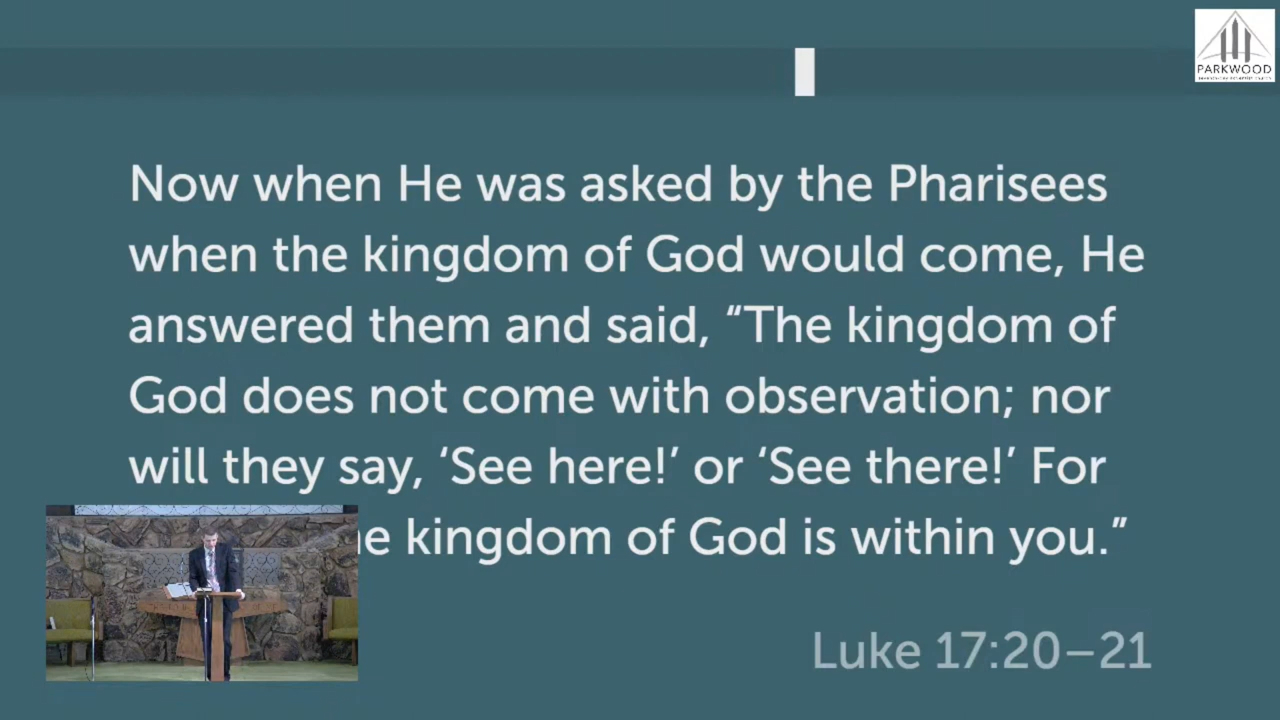 PARKWOOD
Now when He was asked by the Pharisees
when the kingdom of God would come, He
answered them and said, “The kingdom of
God does not come with observation; nor
will they say, ‘See here!’ or ‘See there!’ For
kingdom of God is within you.”
Luke 17:20–21